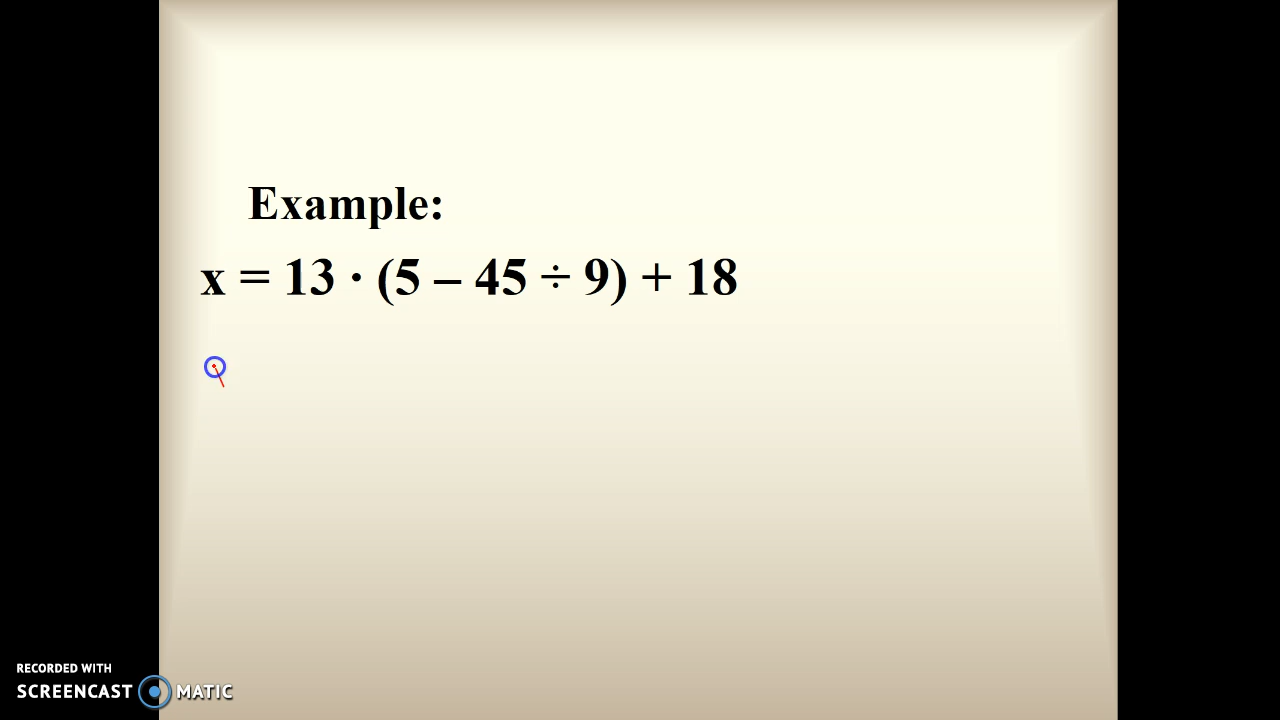 Example:
x = 13 · (5 – 45 ÷ 9) + 18
RECORDED WITH
SCREENCAST MATIC